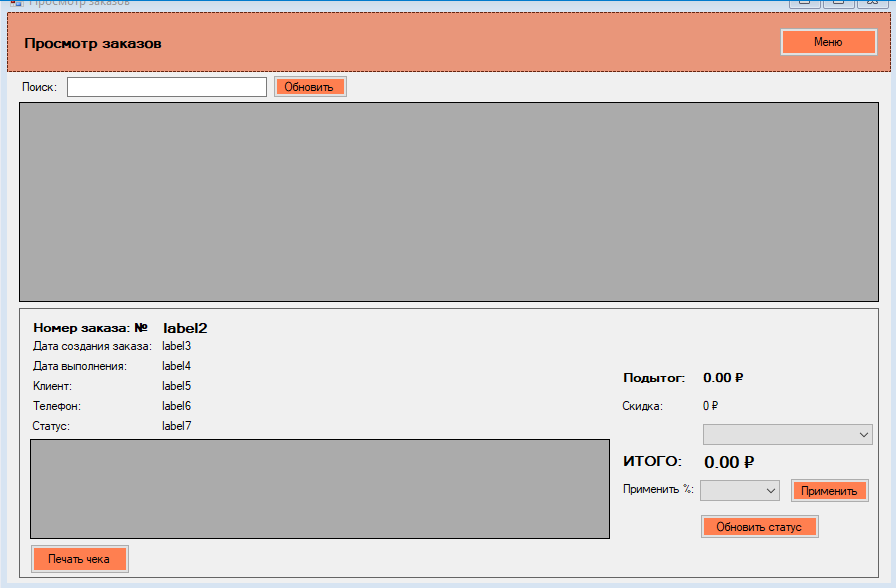 Просмотр заказов
Просмотр заказов
Меню
Поиск:
Обновить
Номер заказа: № label2
Дата создания заказа: label3
Дата выполнения: label4
Клиент: label5
Телефон: label6
Статус: label7
Подытог: 0.00 ₽
Скидка: 0 ₽
ИТОГО: 0.00 ₽
Применить %:
Применить
Обновить статус
Печать чека